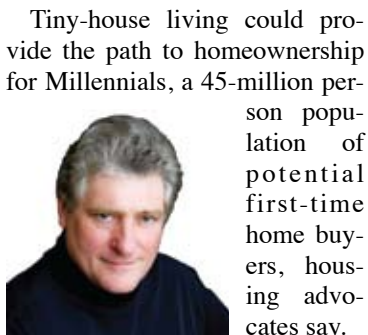 Tiny-house living could pro-
vide the path to homeownership
for Millennials, a 45-million per-
son popu-
lation of
potential
first-time
home buy-
ers, hous-
ing advo-
cates say.